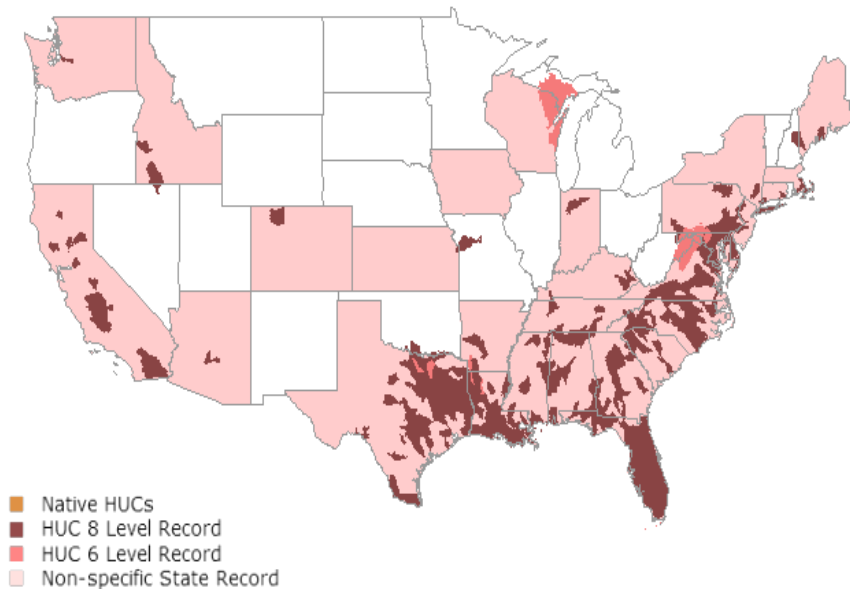 Native HUCs
HUC 8 Level Record
HUC 6 Level Record
Non-specific State Record